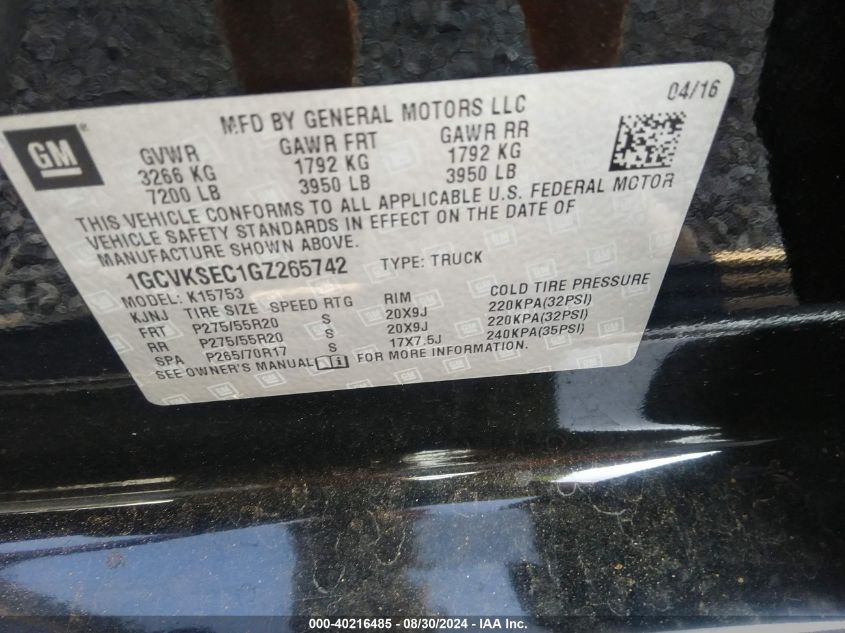 GM
MFD BY GENERAL MOTORS LLC
04/16
GVWR GAWR FRT GAWR RR
3266 KG 1792 KG 1792 KG
7200 LB 3950 LB 3950 LB
THIS VEHICLE CONFORMS TO ALL APPLICABLE U.S. FEDERAL MOTOR
VEHICLE SAFETY STANDARDS IN EFFECT ON THE DATE OF
MANUFACTURE SHOWN ABOVE.
1GCVKSEC1GZ265742 TYPE: TRUCK
MODEL: K15753
KJNJ TIRE SIZE SPEED RTG RIM COLD TIRE PRESSURE
FRT P275/55R20 S 20X9J 220KPA(32PSI)
RR P275/55R20 S 20X9J 220KPA(32PSI)
SPA P265/70R17 S 17X7.5J 240KPA(35PSI)
SEE OWNER'S MANUAL FOR MORE INFORMATION.
000-40216485 - 08/30/2024 - IAA Inc.